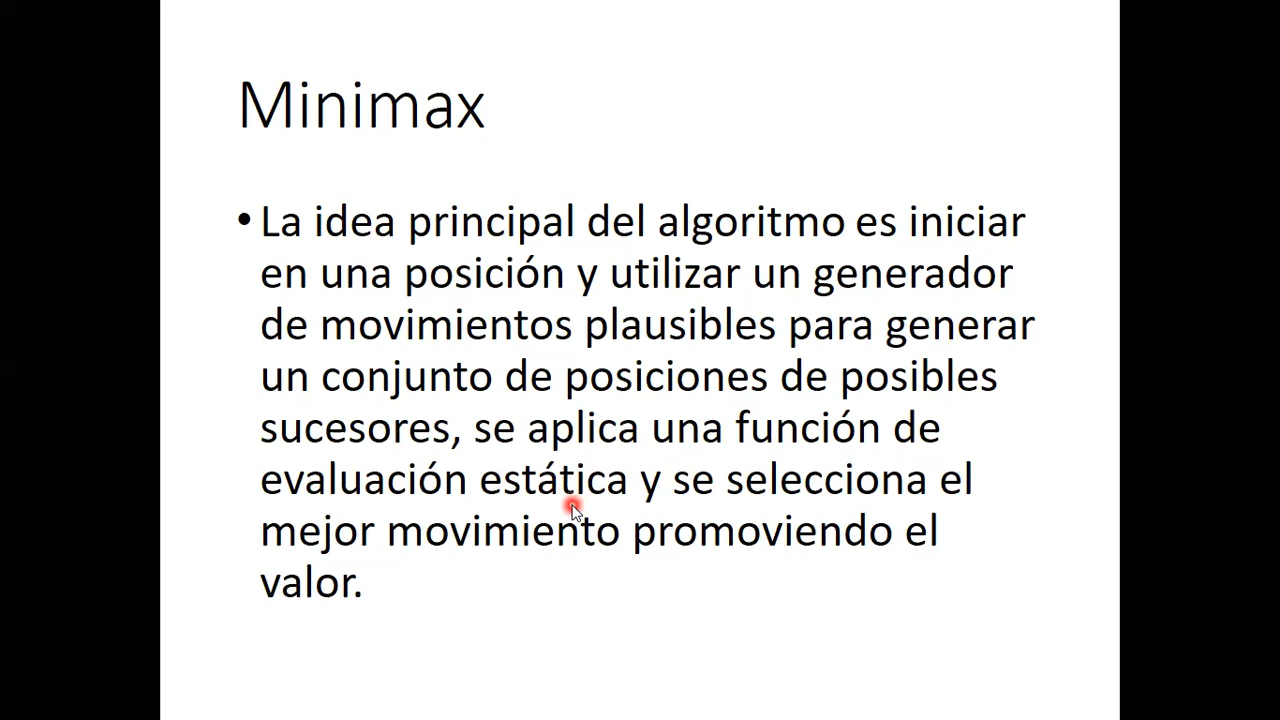 Minimax
• La idea principal del algoritmo es iniciar
en una posición y utilizar un generador
de movimientos plausibles para generar
un conjunto de posiciones de posibles
sucesores, se aplica una función de
evaluación estática y se selecciona el
mejor movimiento promoviendo el
valor.